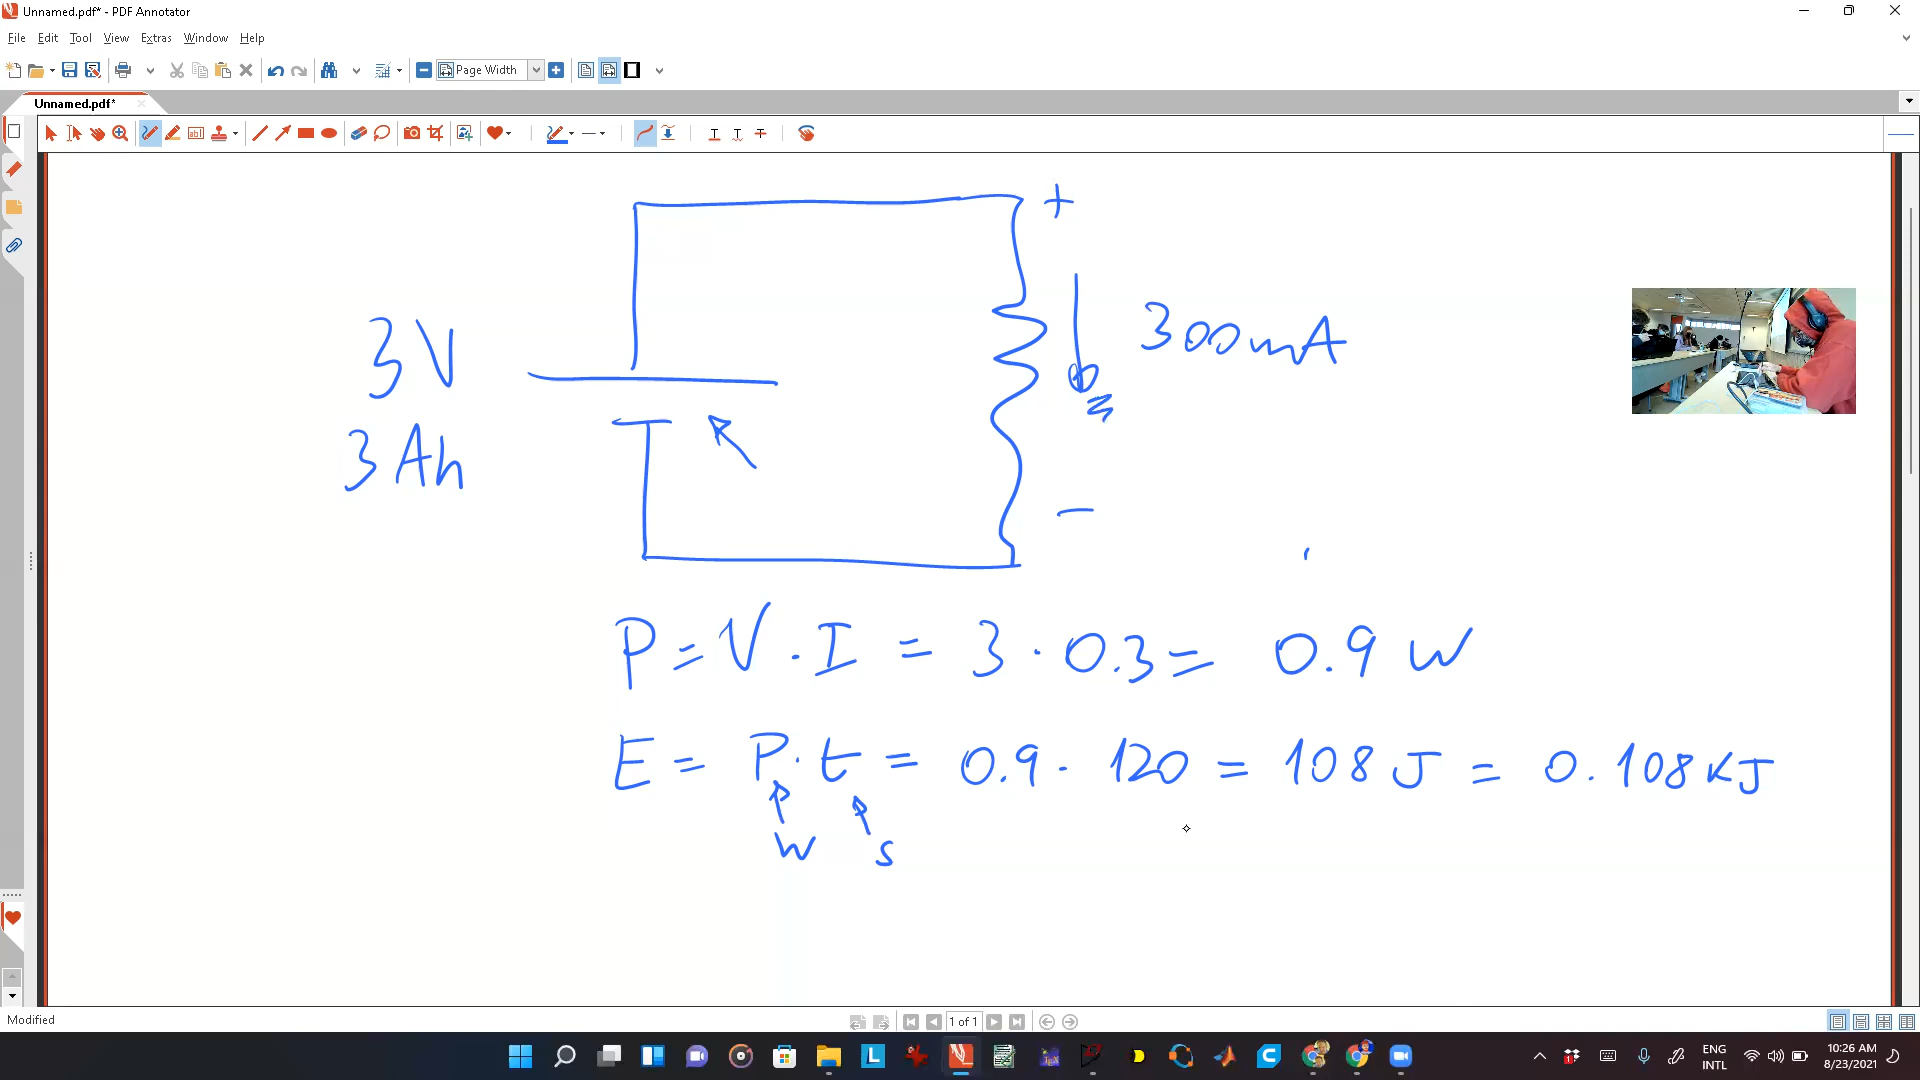 Unnamed.pdf* - PDF Annotator
File Edit Tool View Extras Window Help
Page Width
Unnamed.pdf*
+
3V
300mA
3Ah
-
P = V · I = 3 · 0.3 = 0.9 W
E = P · t = 0.9 · 120 = 108 J = 0.108 KJ
W s
Modified
1 of 1
ENG
INTL
10:26 AM
8/23/2021